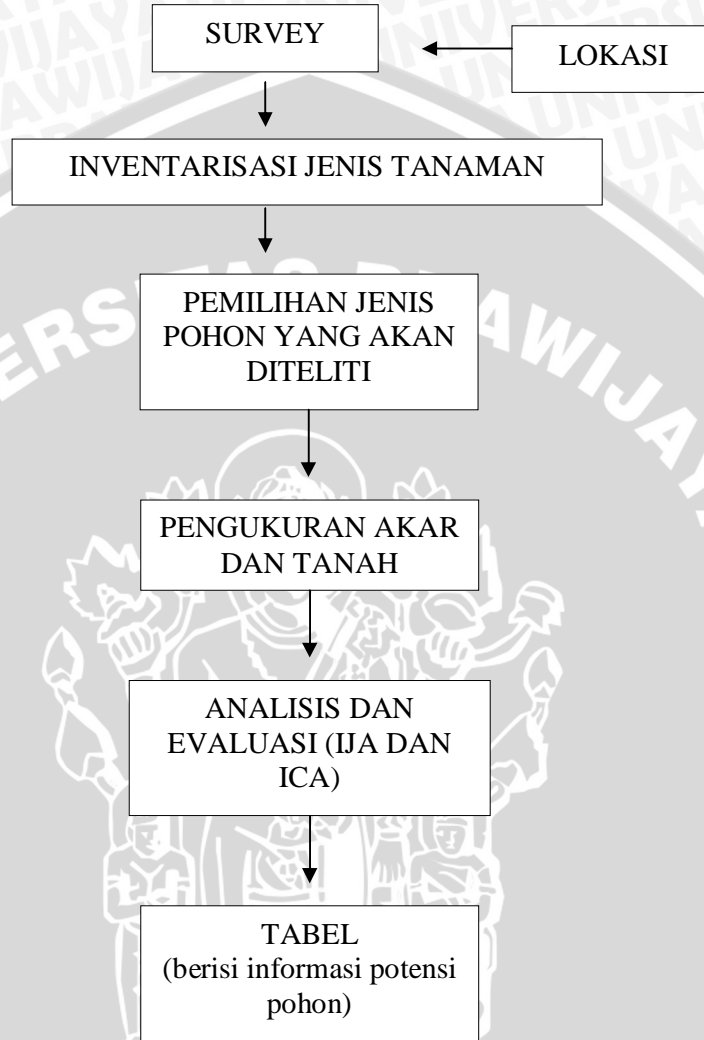 SURVEY
LOKASI
INVENTARISASI JENIS TANAMAN
PEMILIHAN JENIS
POHON YANG AKAN
DITELITI
PENGUKURAN AKAR
DAN TANAH
ANALISIS DAN
EVALUASI (IJA DAN
ICA)
TABEL
(berisi informasi potensi
pohon)